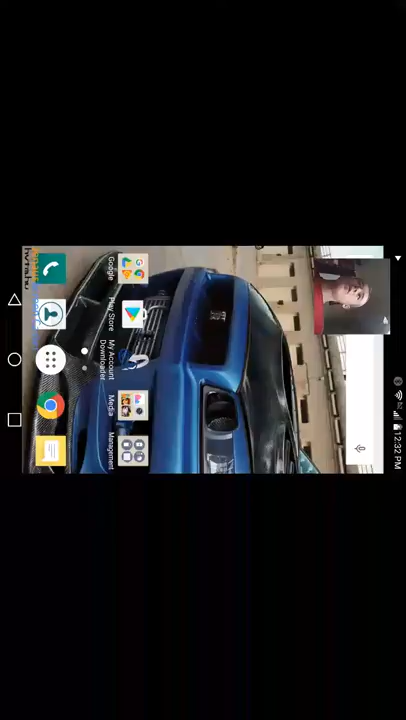 12:32 PM
Google
Play Store
My Account
Downloader
Media
Management